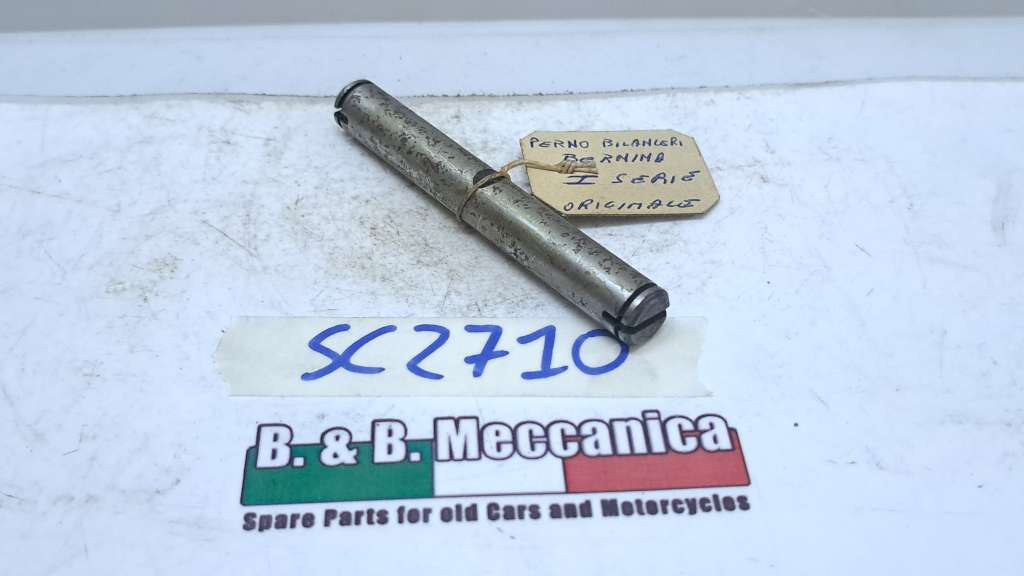 PERNO BILANCERI
BERNINA
I SERIE
ORIGINALE
SC2710
B. & B. Meccanica
Spare Parts for old Cars and Motorcycles